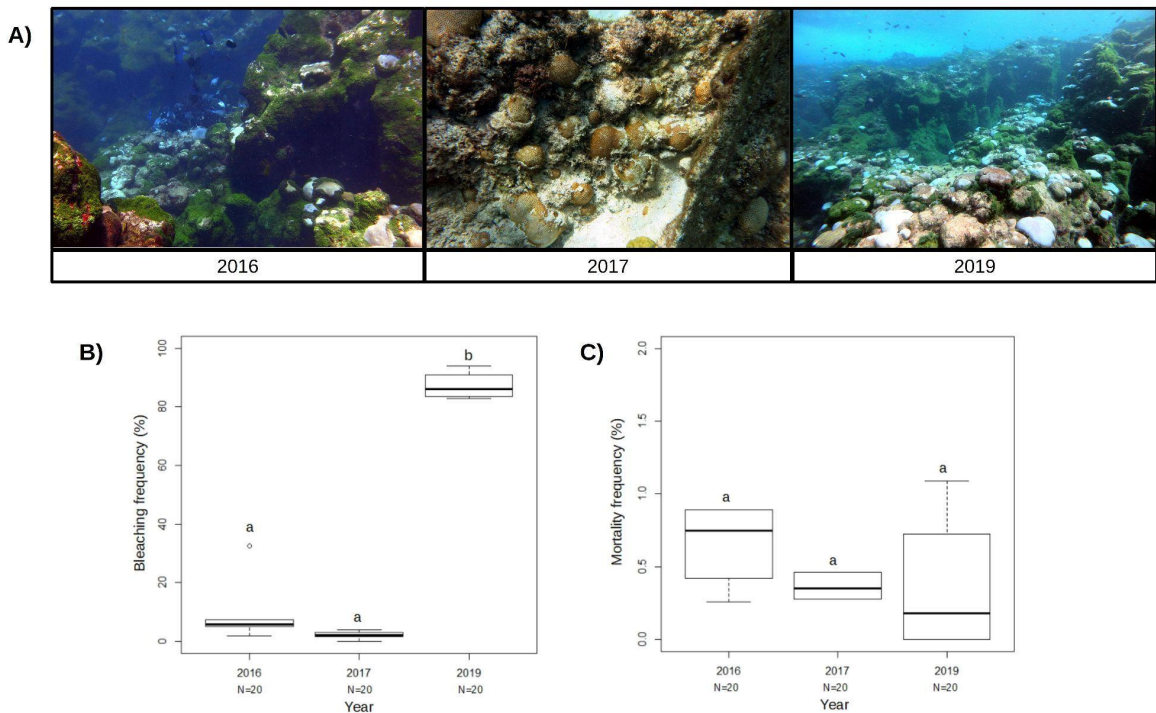 A)
2016 2017 2019
B)
Bleaching frequency (%)
100
80
60
40
20
0
a
a
b
2016 2017 2019
N=20 N=20 N=20
Year
C)
Mortality frequency (%)
2.0
1.5
1.0
0.5
0.0
a
a
a
2016 2017 2019
N=20 N=20 N=20
Year